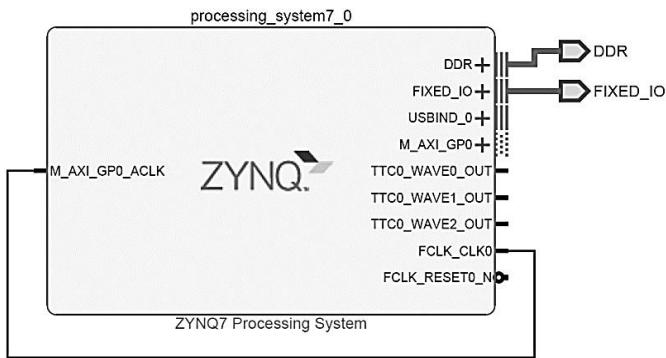 processing_system7_0
DDR
DDR
FIXED_IO
FIXED_IO
USBIND_0
M_AXI_GP0
M_AXI_GP0_ACLK
ZYNQ
TTC0_WAVE0_OUT
TTC0_WAVE1_OUT
TTC0_WAVE2_OUT
FCLK_CLK0
FCLK_RESET0_N
ZYNQ7 Processing System